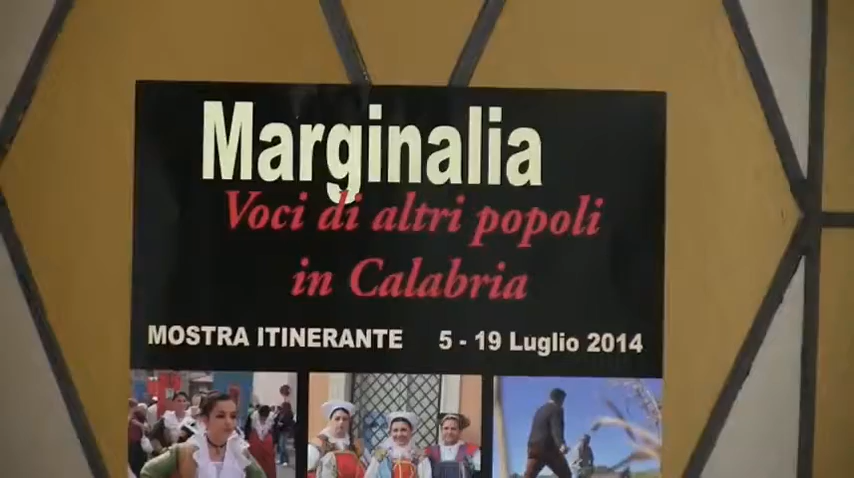 Marginalia
Voci di altri popoli
in Calabria
MOSTRA ITINERANTE 5 - 19 Luglio 2014